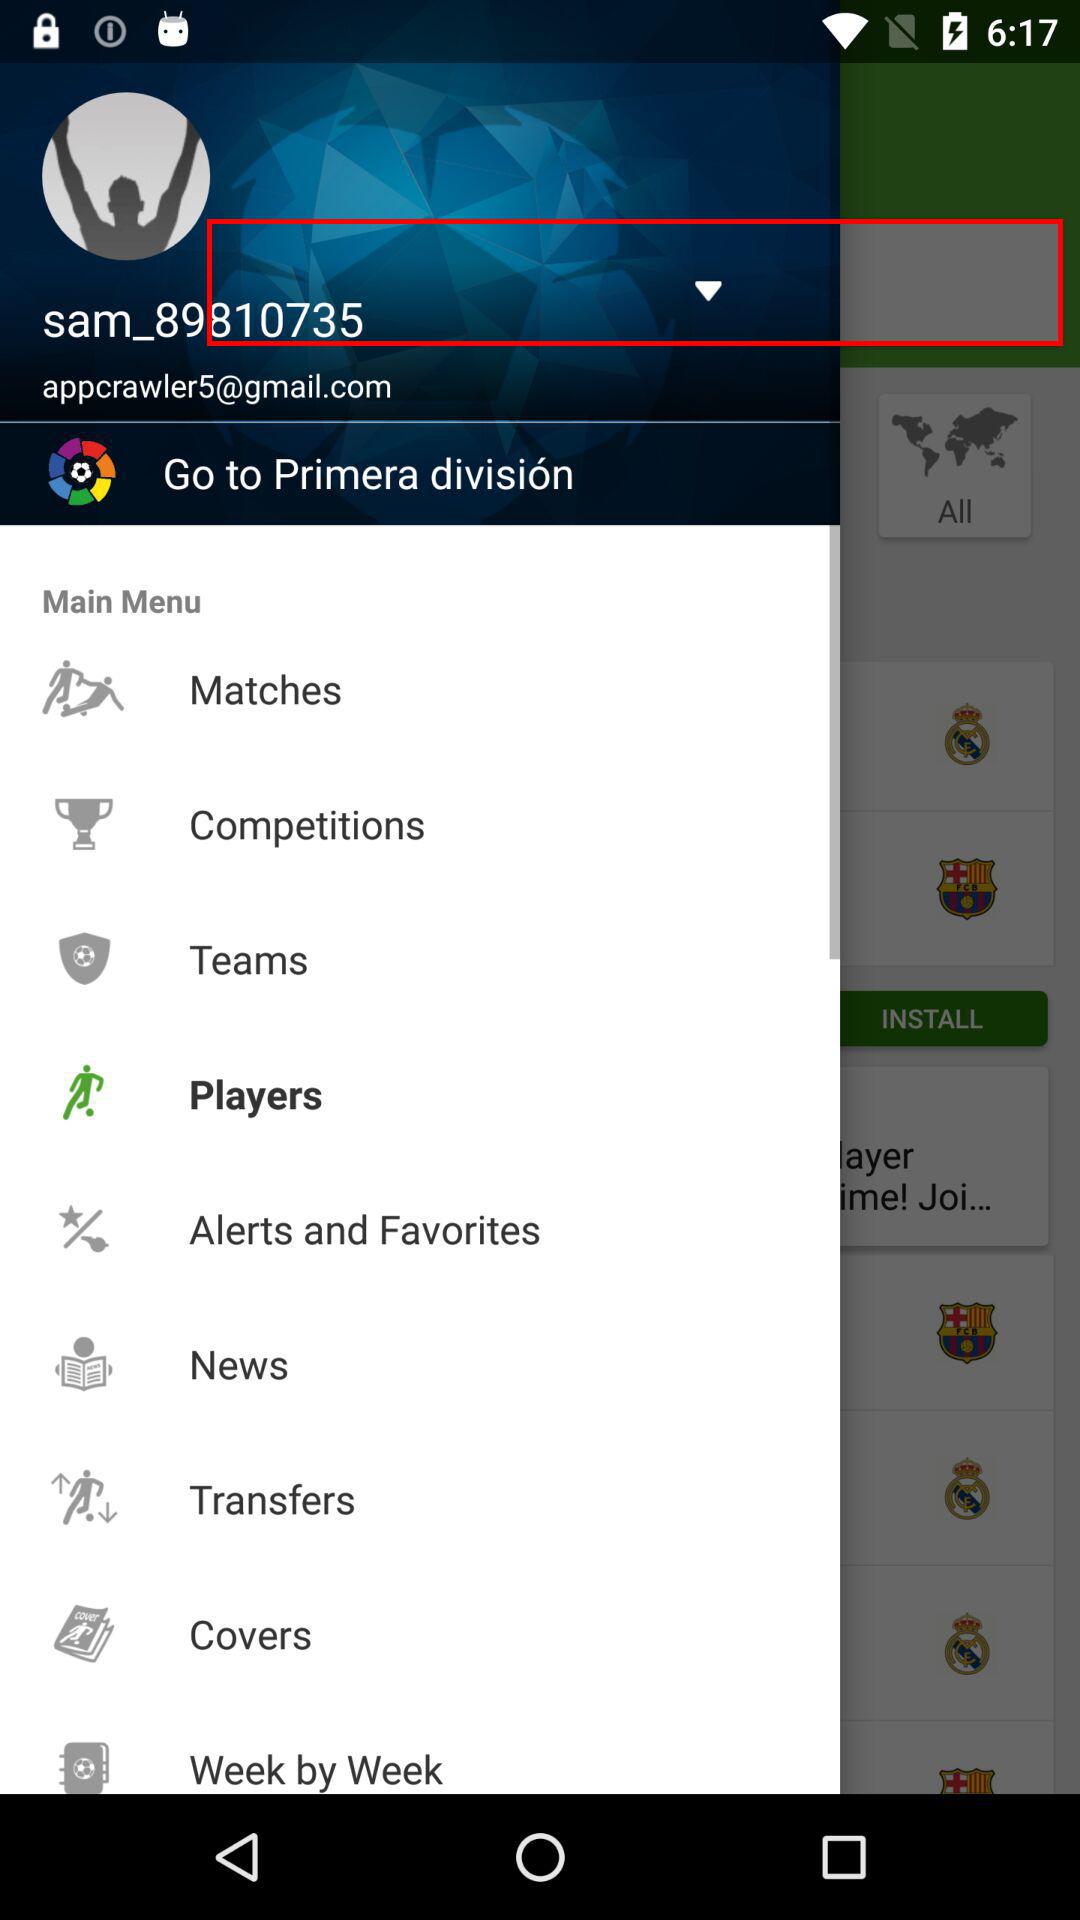 6:17
sam_89810735
appcrawler5@gmail.com
Go to Primera división
All
Main Menu
Matches
Competitions
Teams
INSTALL
Players
layer
ime! Joi...
Alerts and Favorites
News
Transfers
Covers
Week by Week